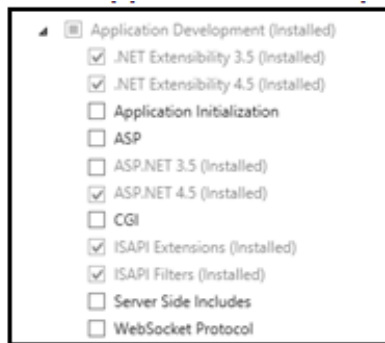 Application Development (Installed)
.NET Extensibility 3.5 (Installed)
.NET Extensibility 4.5 (Installed)
Application Initialization
ASP
ASP.NET 3.5 (Installed)
ASP.NET 4.5 (Installed)
CGI
ISAPI Extensions (Installed)
ISAPI Filters (Installed)
Server Side Includes
WebSocket Protocol